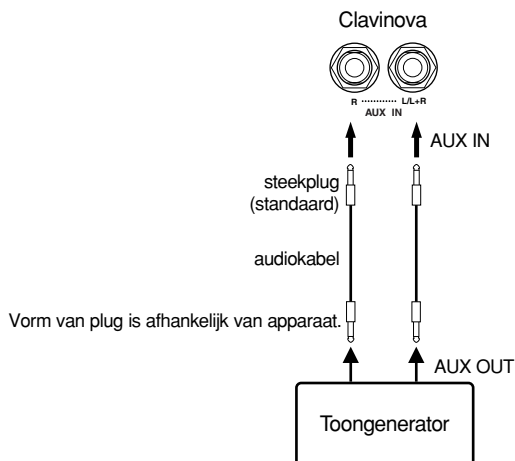 Clavinova
R ............ L/L+R
AUX IN
AUX IN
steekplug
(standaard)
audiokabel
Vorm van plug is afhankelijk van apparaat.
AUX OUT
Toongenerator